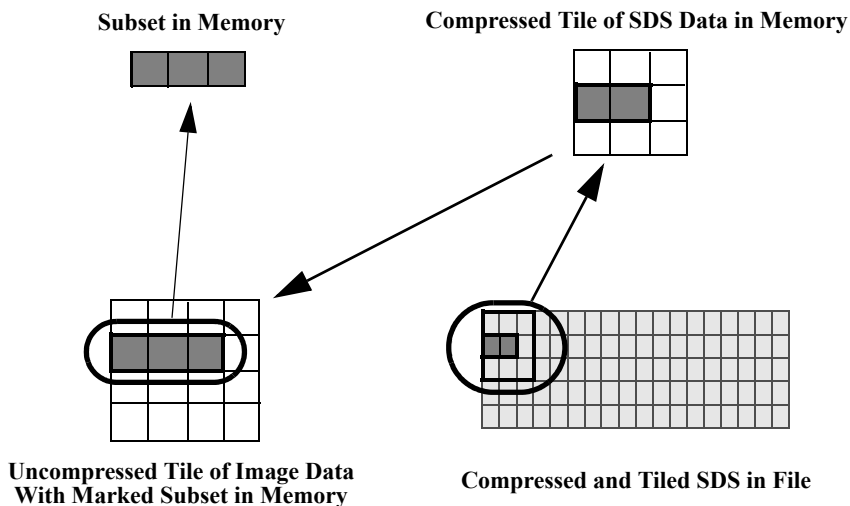 Subset in Memory
Compressed Tile of SDS Data in Memory
Uncompressed Tile of Image Data
With Marked Subset in Memory
Compressed and Tiled SDS in File